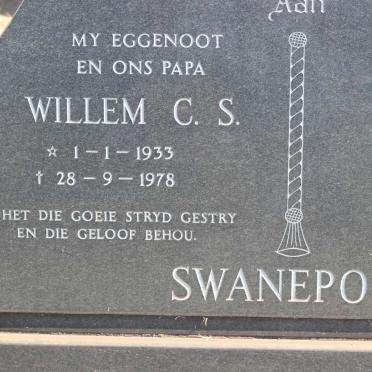 Aan
MY EGGENOOT
EN ONS PAPA
WILLEM C. S.
☆ 1–1–1933
† 28–9–1978
HET DIE GOEIE STRYD GESTRY
EN DIE GELOOF BEHOU.
SWANEPO